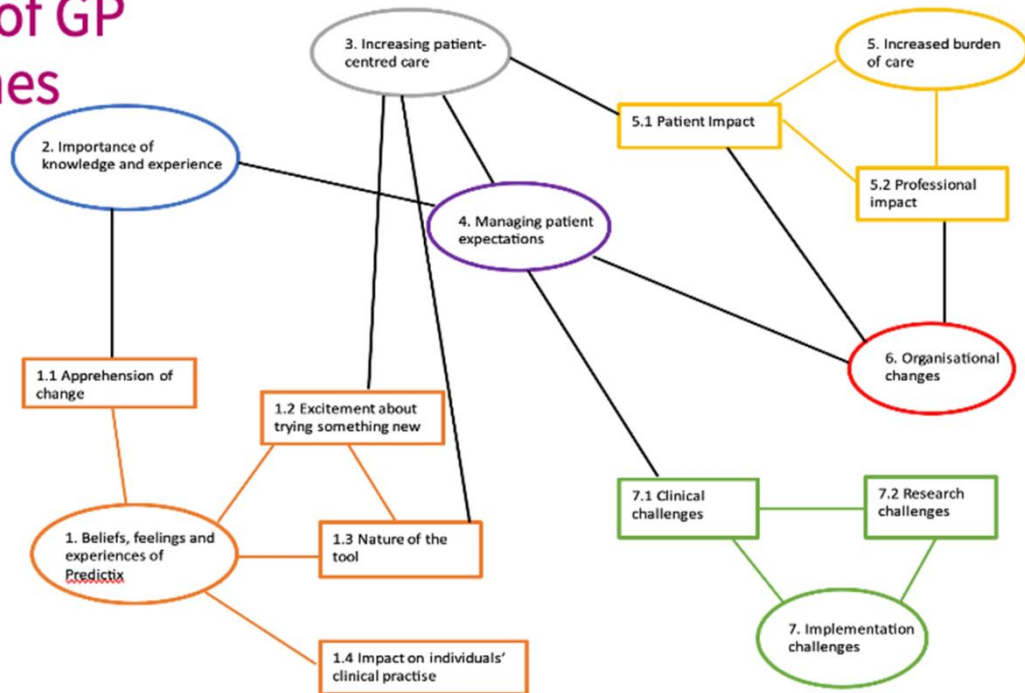 of GP
3. Increasing patient-
centred care
5. Increased burden
of care
2. Importance of
knowledge and experience
5.1 Patient Impact
5.2 Professional
impact
4. Managing patient
expectations
6. Organisational
changes
1.1 Apprehension of
change
1.2 Excitement about
trying something new
7.1 Clinical
challenges
7.2 Research
challenges
1. Beliefs, feelings and
experiences of
Predictix
1.3 Nature of the
tool
7. Implementation
challenges
1.4 Impact on individuals’
clinical practise